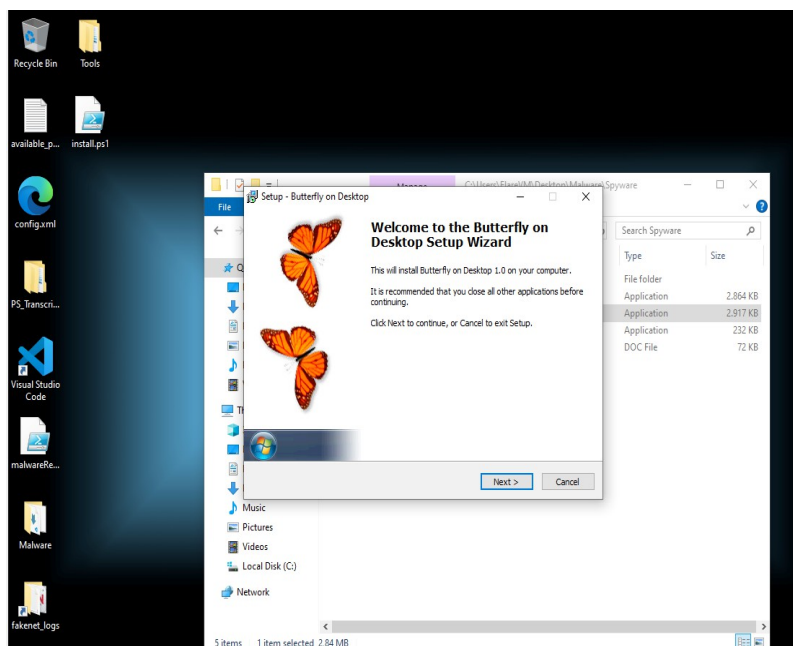 Recycle Bin
Tools
available_p...
install.ps1
config.xml
PS_Transcri...
Visual Studio
Code
malwareRe...
Malware
fakenet_logs
C:\Users\FlareVM\Desktop\Malware\Spyware
File
Search Spyware
Type
Size
File folder
Application
2.864 KB
Application
2.917 KB
Application
232 KB
DOC File
72 KB
Setup - Butterfly on Desktop
Welcome to the Butterfly on
Desktop Setup Wizard
This will install Butterfly on Desktop 1.0 on your computer.
It is recommended that you close all other applications before
continuing.
Click Next to continue, or Cancel to exit Setup.
Next >
Cancel
Music
Pictures
Videos
Local Disk (C:)
Network
5 items
1 item selected
2.84 MB